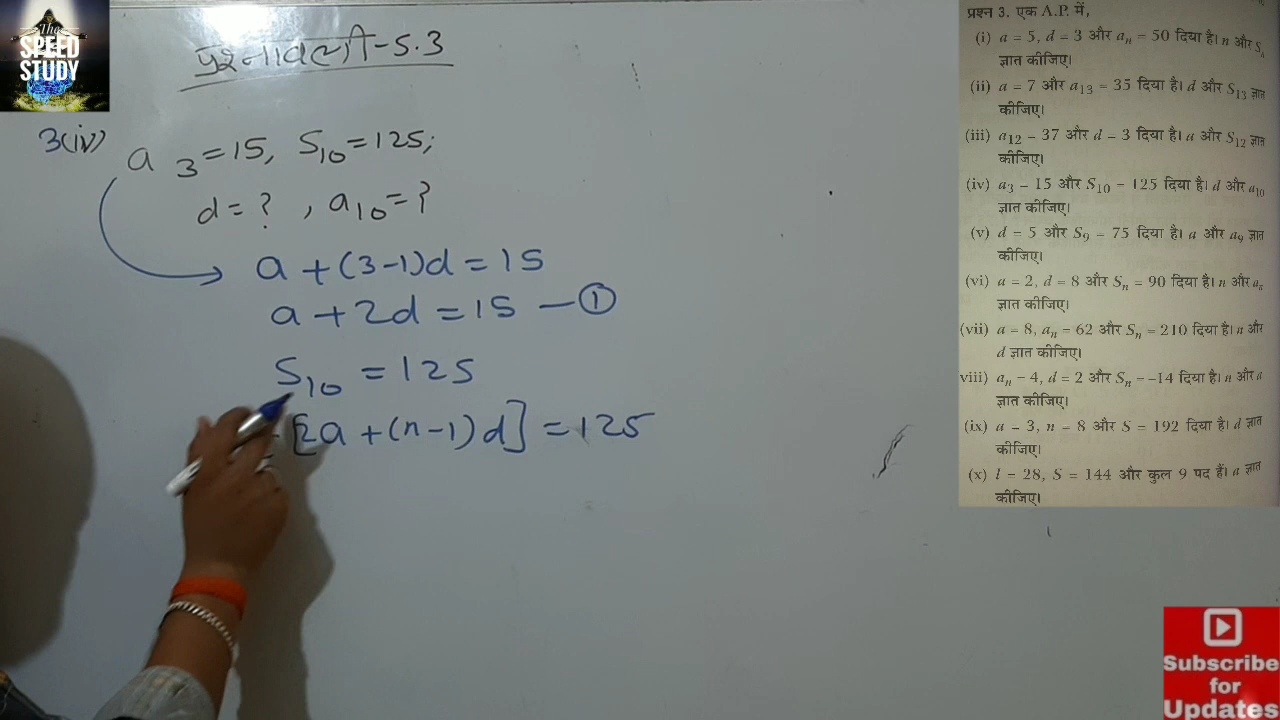 The
SPEED
STUDY
प्रश्नावली-5.3
3(iv) a₃=15, S₁₀=125;
d=? , a₁₀=?
a+(3-1)d=15
a+2d=15 — ①
S₁₀ = 125
[2a+(n-1)d]=125
प्रश्न 3. एक A.P. में,
(i) a = 5, d = 3 और aₙ = 50 दिया है। n और Sₙ
ज्ञात कीजिए।
(ii) a = 7 और a₁₃ = 35 दिया है। d और S₁₃ ज्ञात
कीजिए।
(iii) a₁₂ = 37 और d = 3 दिया है। a और S₁₂ ज्ञात
कीजिए।
(iv) a₃ = 15 और S₁₀ = 125 दिया है। d और a₁₀
ज्ञात कीजिए।
(v) d = 5 और S₉ = 75 दिया है। a और a₉ ज्ञात
कीजिए।
(vi) a = 2, d = 8 और Sₙ = 90 दिया है। n और aₙ
ज्ञात कीजिए।
(vii) a = 8, aₙ = 62 और Sₙ = 210 दिया है। n और
d ज्ञात कीजिए।
viii) aₙ = 4, d = 2 और Sₙ = -14 दिया है। n और d
ज्ञात कीजिए।
(ix) a = 3, n = 8 और S = 192 दिया है। d ज्ञात
कीजिए।
(x) l = 28, S = 144 और कुल 9 पद हैं। a ज्ञात
कीजिए।
Subscribe
for
Updates